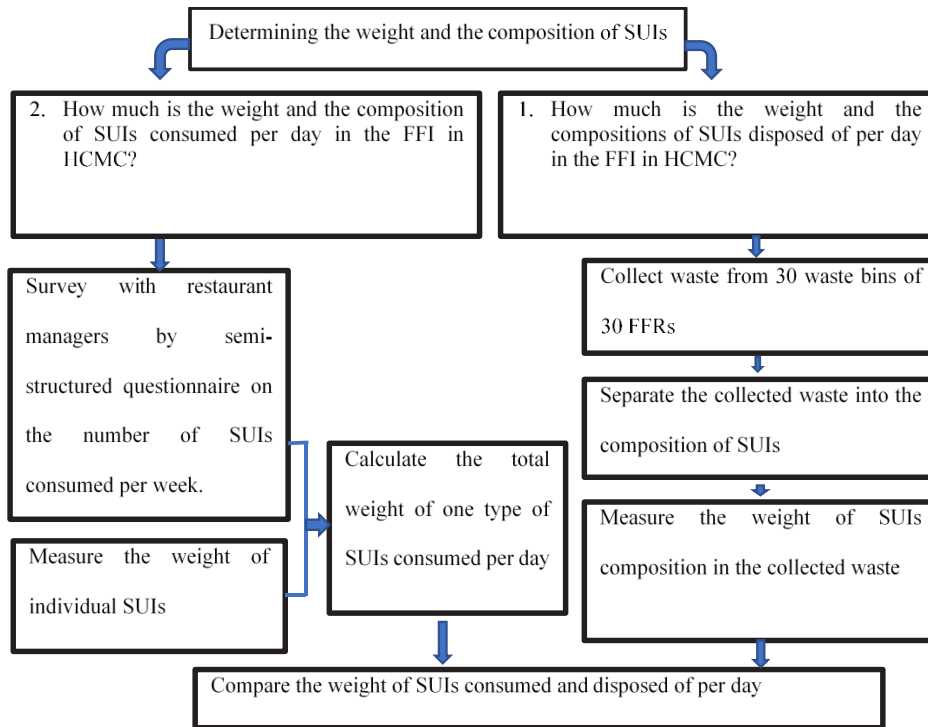 Determining the weight and the composition of SUIs
2. How much is the weight and the composition
of SUIs consumed per day in the FFI in
HCMC?
1. How much is the weight and the
compositions of SUIs disposed of per day
in the FFI in HCMC?
Survey with restaurant
managers by semi-
structured questionnaire on
the number of SUIs
consumed per week.
Collect waste from 30 waste bins of
30 FFRs
Separate the collected waste into the
composition of SUIs
Calculate the total
weight of one type of
SUIs consumed per day
Measure the weight of
individual SUIs
Measure the weight of SUIs
composition in the collected waste
Compare the weight of SUIs consumed and disposed of per day